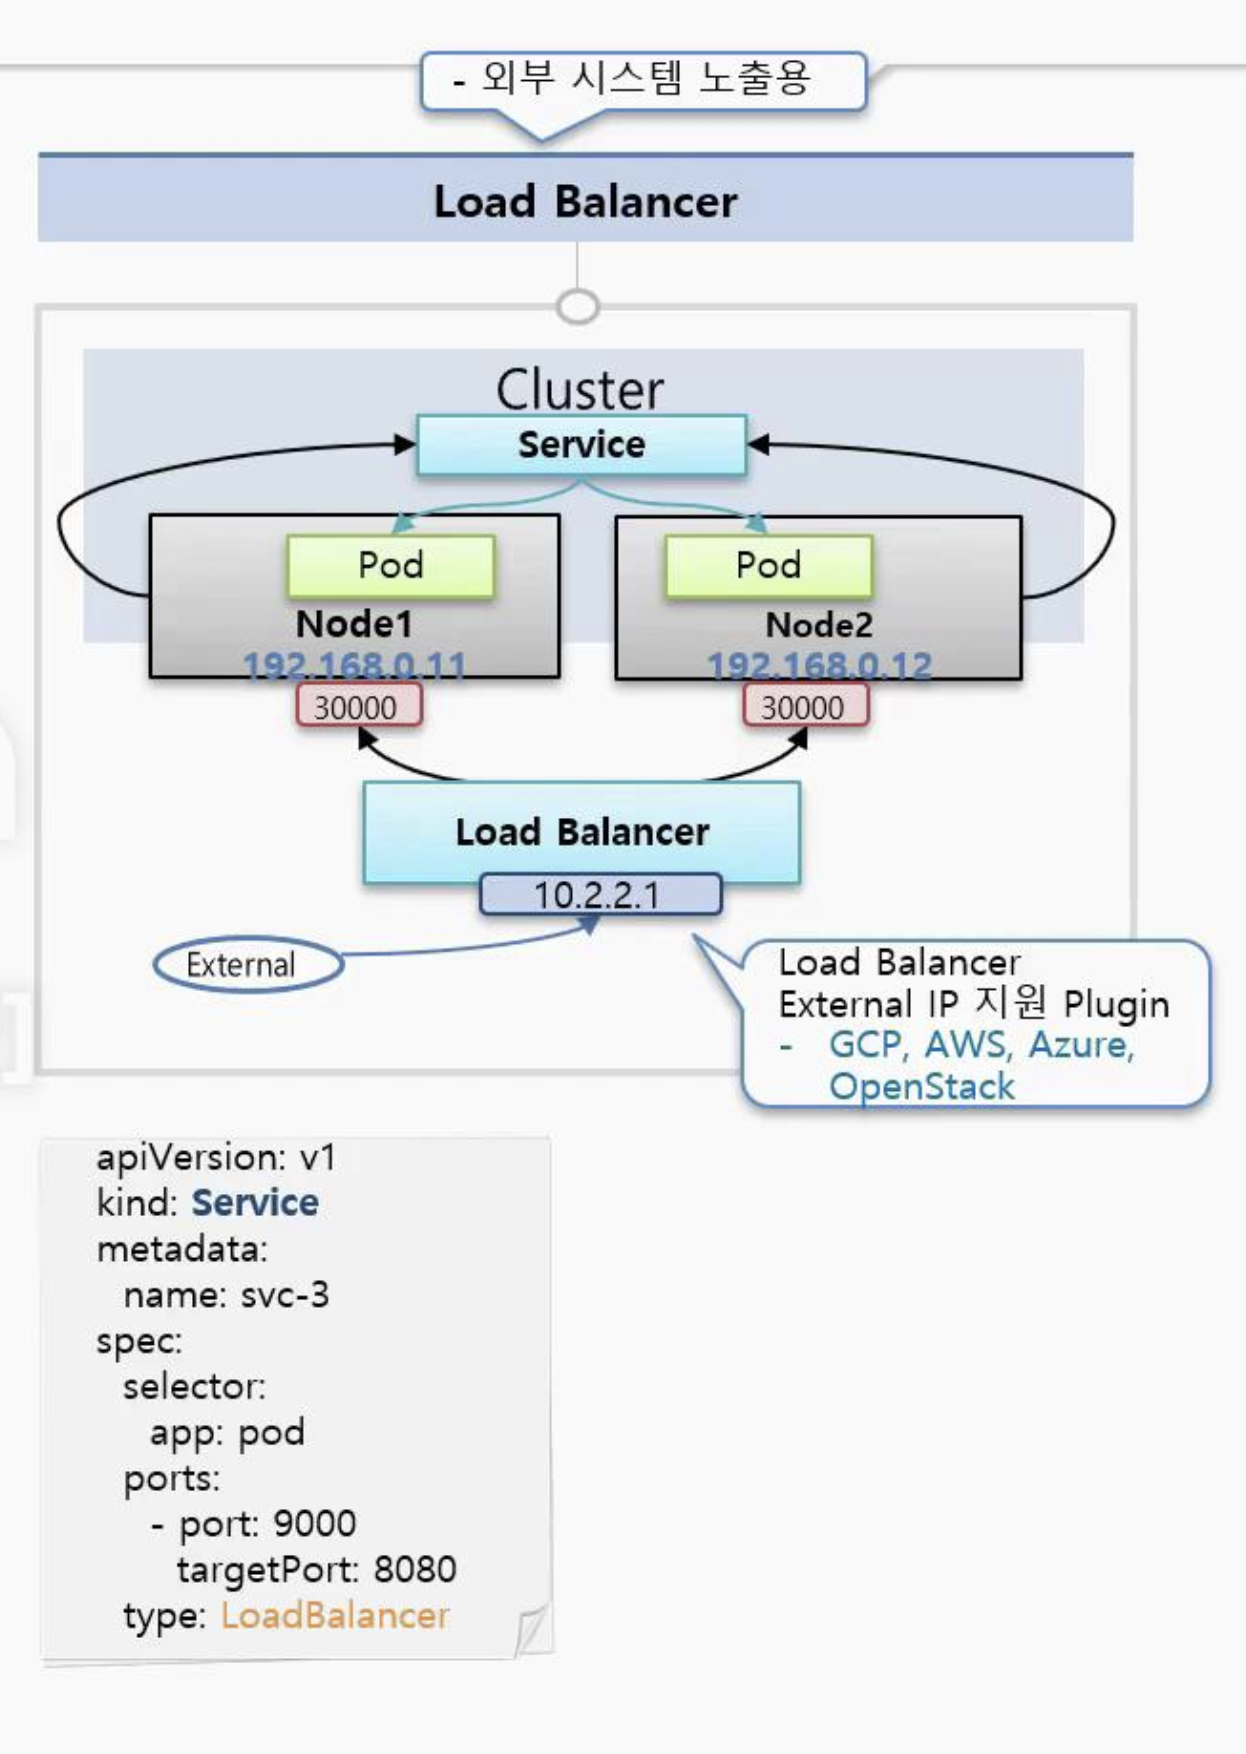 - 외부 시스템 노출용
Load Balancer
Cluster
Service
Pod
Pod
Node1
Node2
192.168.0.11
192.168.0.12
30000
30000
Load Balancer
10.2.2.1
External
Load Balancer
External IP 지원 Plugin
- GCP, AWS, Azure,
OpenStack
apiVersion: v1
kind: Service
metadata:
name: svc-3
spec:
selector:
app: pod
ports:
- port: 9000
targetPort: 8080
type: LoadBalancer